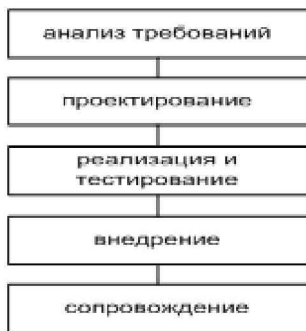 анализ требований
проектирование
реализация и
тестирование
внедрение
сопровождение